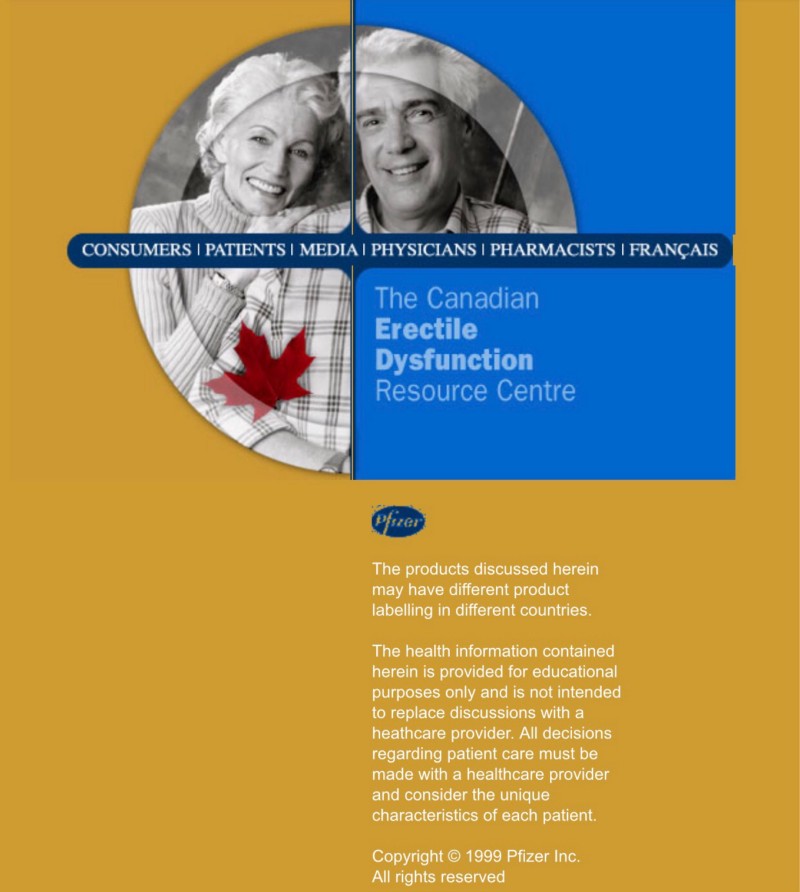 CONSUMERS | PATIENTS | MEDIA | PHYSICIANS | PHARMACISTS | FRANÇAIS
The Canadian
Erectile
Dysfunction
Resource Centre
Pfizer
The products discussed herein
may have different product
labelling in different countries.
The health information contained
herein is provided for educational
purposes only and is not intended
to replace discussions with a
heathcare provider. All decisions
regarding patient care must be
made with a healthcare provider
and consider the unique
characteristics of each patient.
Copyright © 1999 Pfizer Inc.
All rights reserved